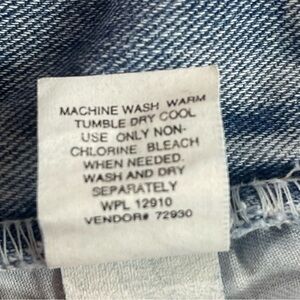 MACHINE WASH WARM
TUMBLE DRY COOL
USE ONLY NON-
CHLORINE BLEACH
WHEN NEEDED.
WASH AND DRY
SEPARATELY
WPL 12910
VENDOR# 72930